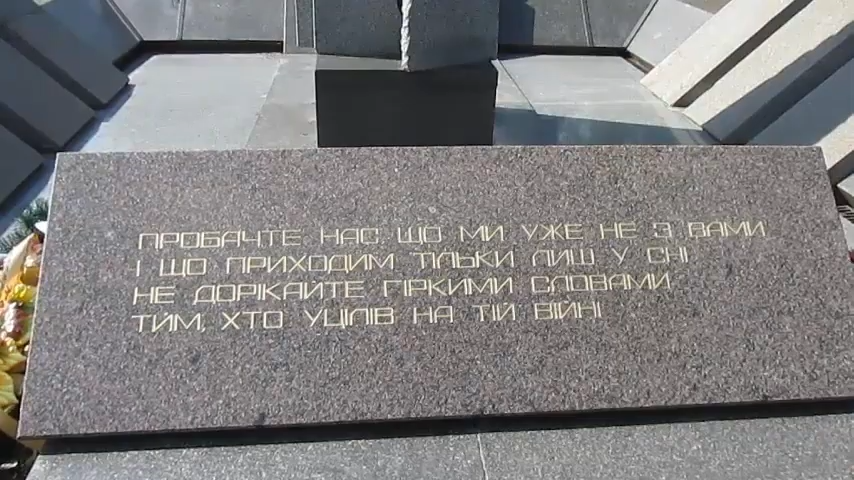 ПРОБАЧТЕ НАС, ЩО МИ УЖЕ НЕ З ВАМИ
І ЩО ПРИХОДИМ ТІЛЬКИ ЛИШ У СНІ
НЕ ДОРІКАЙТЕ ГІРКИМИ СЛОВАМИ
ТИМ, ХТО УЦІЛІВ НА ТІЙ ВІЙНІ